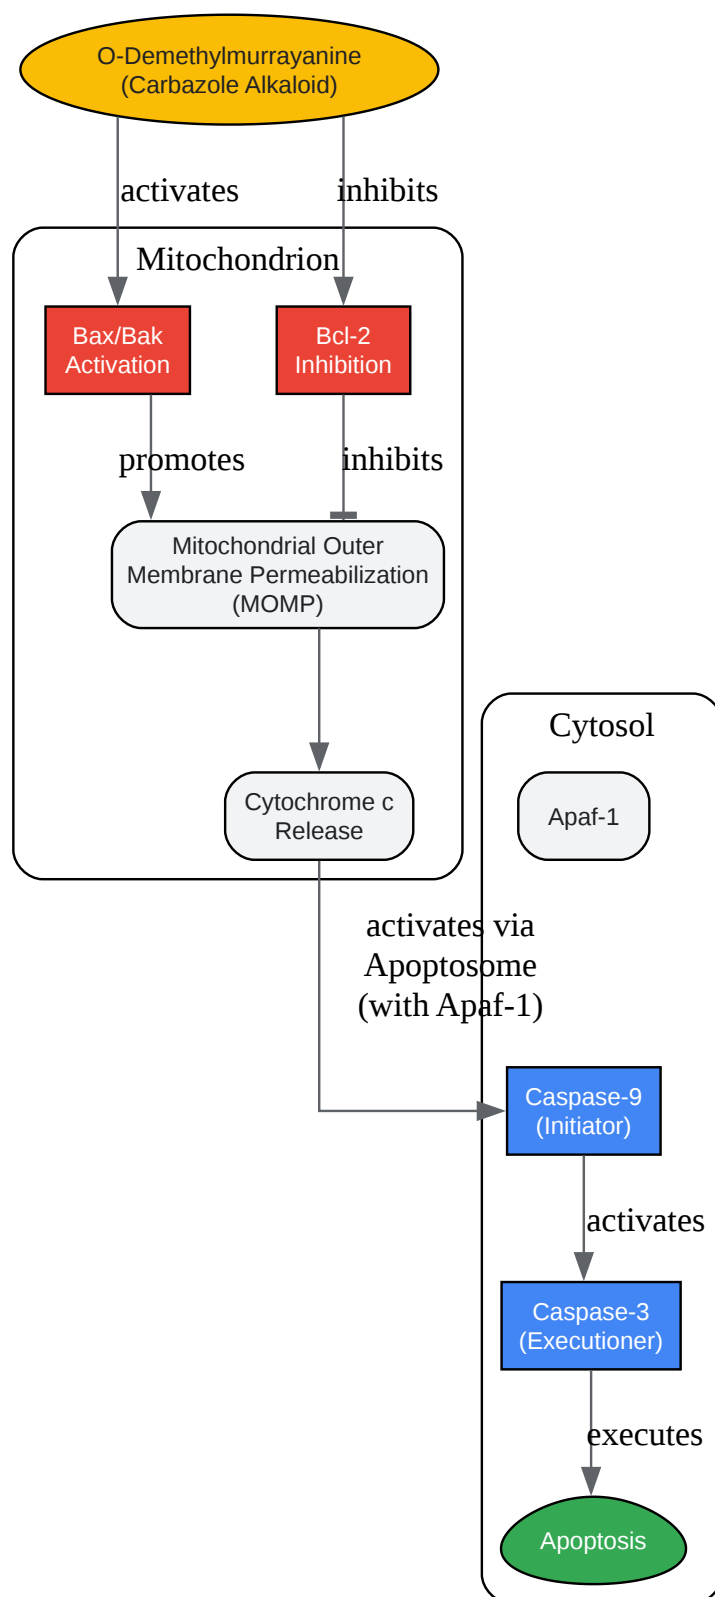 O-Demethylmurrayanine
(Carbazole Alkaloid)
activates
inhibits
Mitochondrion
Bax/Bak
Activation
Bcl-2
Inhibition
promotes
inhibits
Mitochondrial Outer
Membrane Permeabilization
(MOMP)
Cytosol
Cytochrome c
Release
Apaf-1
activates via
Apoptosome
(with Apaf-1)
Caspase-9
(Initiator)
activates
Caspase-3
(Executioner)
executes
Apoptosis